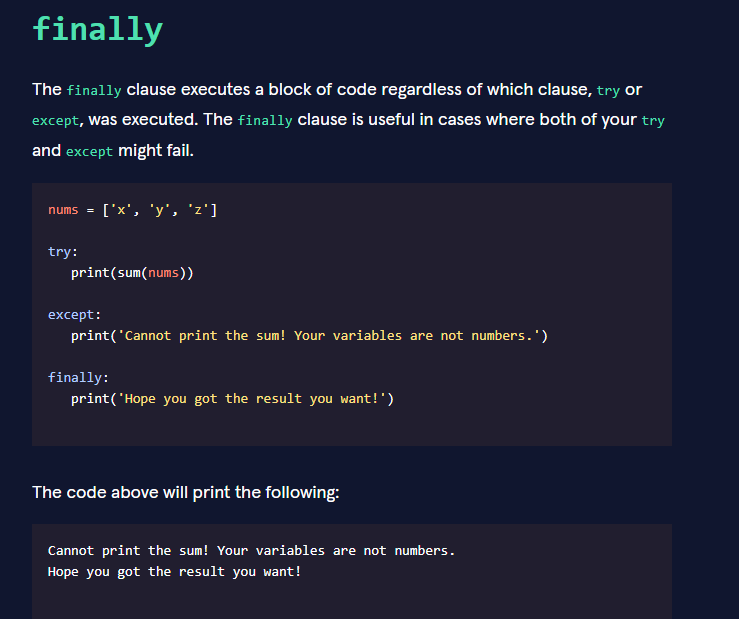 finally
The finally clause executes a block of code regardless of which clause, try or
except, was executed. The finally clause is useful in cases where both of your try
and except might fail.
nums = ['x', 'y', 'z']
try:
   print(sum(nums))
except:
   print('Cannot print the sum! Your variables are not numbers.')
finally:
   print('Hope you got the result you want!')
The code above will print the following:
Cannot print the sum! Your variables are not numbers.
Hope you got the result you want!